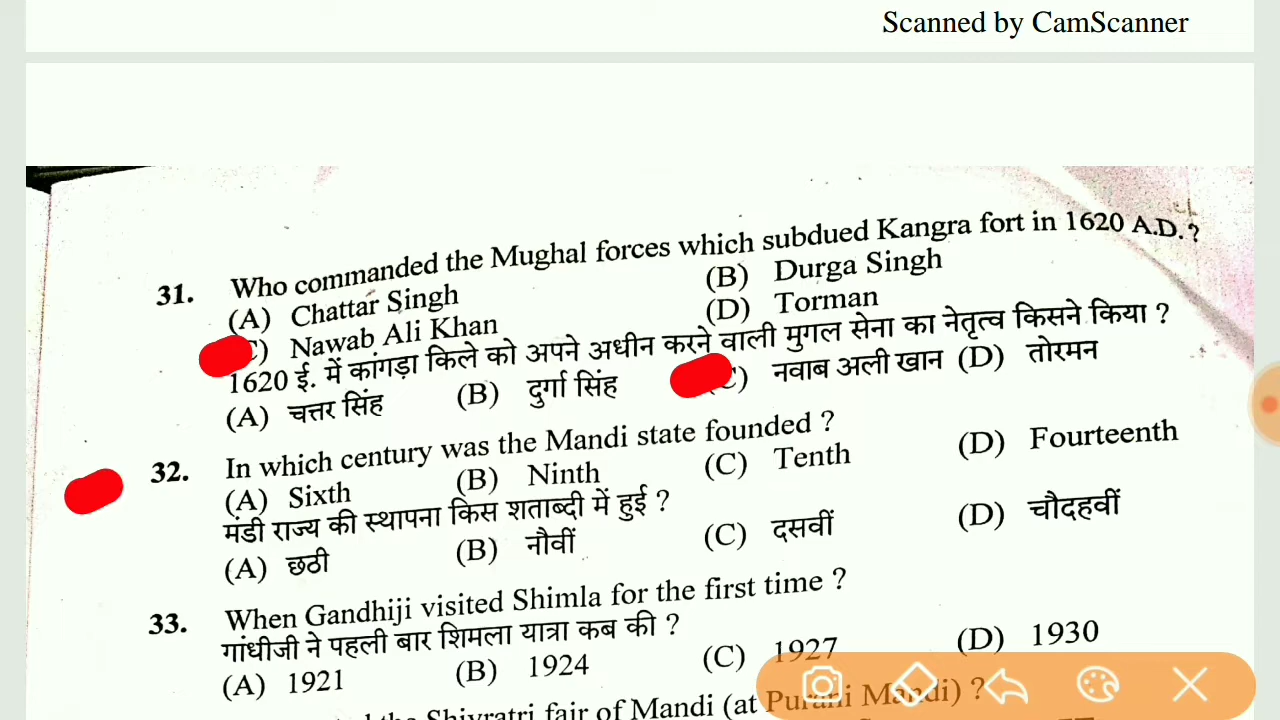 Scanned by CamScanner
31. Who commanded the Mughal forces which subdued Kangra fort in 1620 A.D.?
(A) Chattar Singh (B) Durga Singh
) Nawab Ali Khan (D) Torman
1620 ई. में कांगड़ा किले को अपने अधीन करने वाली मुगल सेना का नेतृत्व किसने किया ?
(A) चत्तर सिंह (B) दुर्गा सिंह ) नवाब अली खान (D) तोरमन
32. In which century was the Mandi state founded ?
(A) Sixth (B) Ninth (C) Tenth (D) Fourteenth
मंडी राज्य की स्थापना किस शताब्दी में हुई ?
(A) छठी (B) नौवीं (C) दसवीं (D) चौदहवीं
33. When Gandhiji visited Shimla for the first time ?
गांधीजी ने पहली बार शिमला यात्रा कब की ?
(A) 1921 (B) 1924 (C) 1927 (D) 1930
Shivratri fair of Mandi (at Purani Mandi) ?